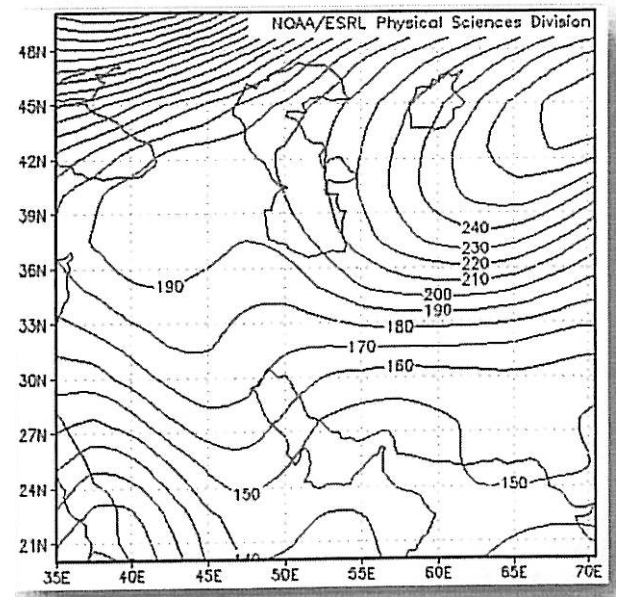 NOAA/ESRL Physical Sciences Division
48N
45N
42N
39N
36N
33N
30N
27N
24N
21N
240
230
220
210
200
190
190
180
170
160
150
150
35E 40E 45E 50E 55E 60E 65E 70E